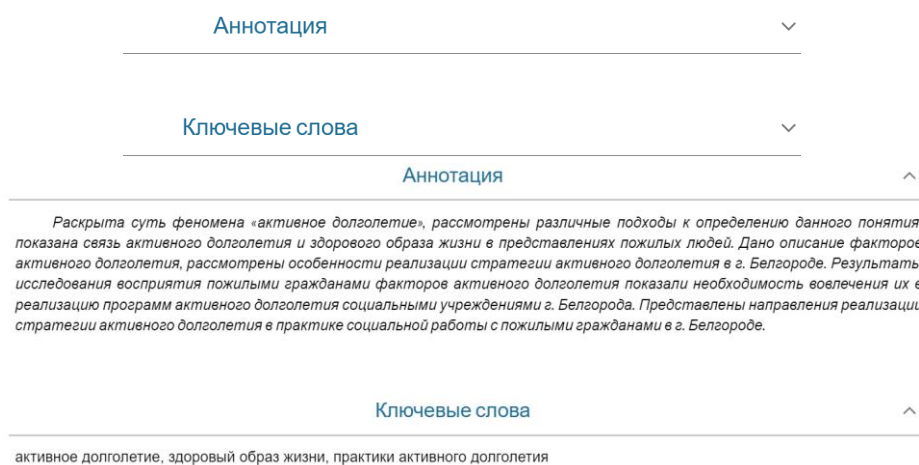 Аннотация
Ключевые слова
Аннотация
Раскрыта суть феномена «активное долголетие», рассмотрены различные подходы к определению данного понятия
показана связь активного долголетия и здорового образа жизни в представлениях пожилых людей. Дано описание факторов
активного долголетия, рассмотрены особенности реализации стратегии активного долголетия в г. Белгороде. Результаты
исследования восприятия пожилыми гражданами факторов активного долголетия показали необходимость вовлечения их в
реализацию программ активного долголетия социальными учреждениями г. Белгорода. Представлены направления реализации
стратегии активного долголетия в практике социальной работы с пожилыми гражданами в г. Белгороде.
Ключевые слова
активное долголетие, здоровый образ жизни, практики активного долголетия